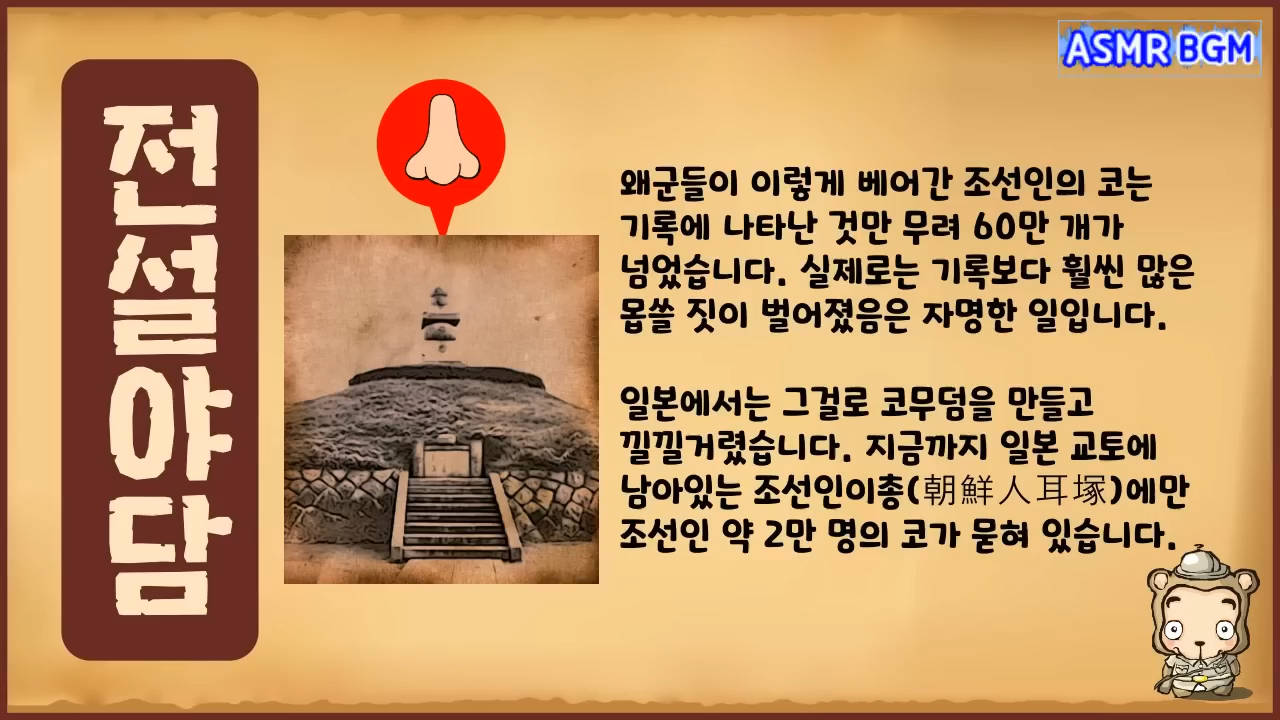 ASMR BGM
전설야담
왜군들이 이렇게 베어간 조선인의 코는
기록에 나타난 것만 무려 60만 개가
넘었습니다. 실제로는 기록보다 훨씬 많은
몹쓸 짓이 벌어졌음은 자명한 일입니다.
일본에서는 그걸로 코무덤을 만들고
낄낄거렸습니다. 지금까지 일본 교토에
남아있는 조선인이총(朝鮮人耳塚)에만
조선인 약 2만 명의 코가 묻혀 있습니다.